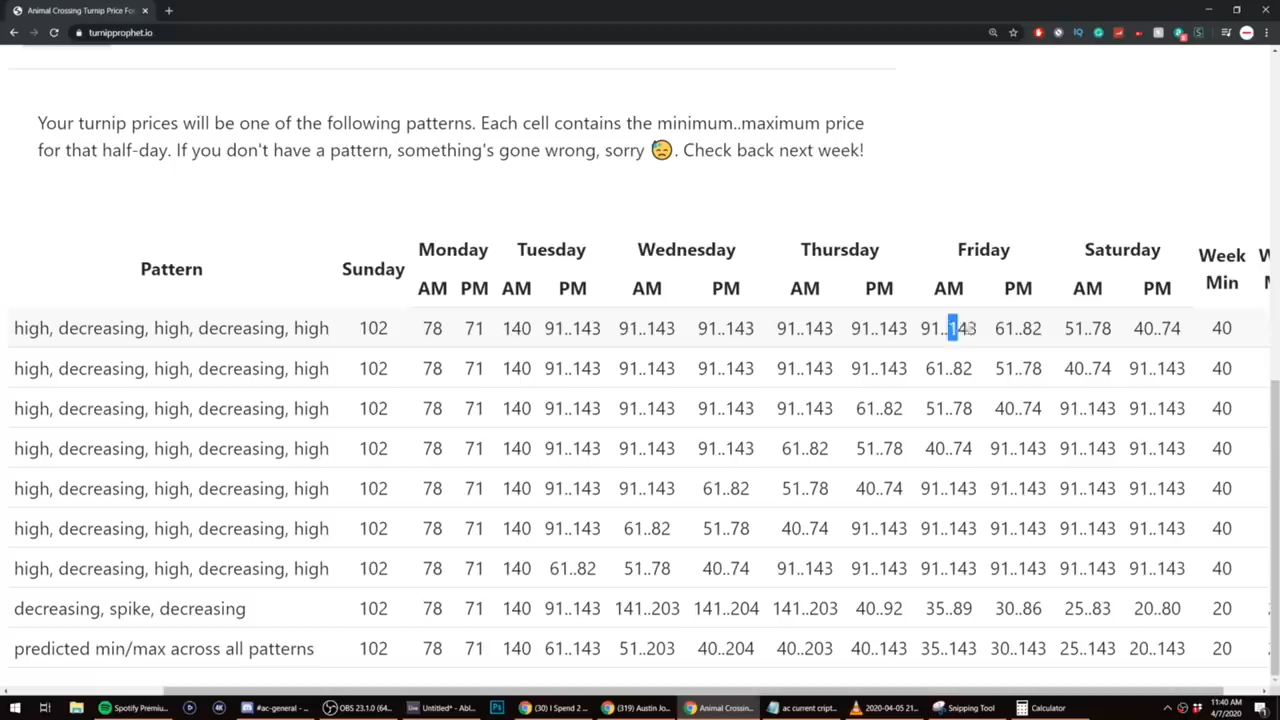 Animal Crossing Turnip Price For
turnipprophet.io
Your turnip prices will be one of the following patterns. Each cell contains the minimum..maximum price
for that half-day. If you don't have a pattern, something's gone wrong, sorry 😓. Check back next week!
Pattern Sunday Monday Tuesday Wednesday Thursday Friday Saturday Week Min
AM PM AM PM AM PM AM PM AM PM AM PM
high, decreasing, high, decreasing, high 102 78 71 140 91..143 91..143 91..143 91..143 91..143 91..143 61..82 51..78 40..74 40
high, decreasing, high, decreasing, high 102 78 71 140 91..143 91..143 91..143 91..143 91..143 61..82 51..78 40..74 91..143 40
high, decreasing, high, decreasing, high 102 78 71 140 91..143 91..143 91..143 91..143 61..82 51..78 40..74 91..143 91..143 40
high, decreasing, high, decreasing, high 102 78 71 140 91..143 91..143 91..143 61..82 51..78 40..74 91..143 91..143 91..143 40
high, decreasing, high, decreasing, high 102 78 71 140 91..143 91..143 61..82 51..78 40..74 91..143 91..143 91..143 91..143 40
high, decreasing, high, decreasing, high 102 78 71 140 91..143 61..82 51..78 40..74 91..143 91..143 91..143 91..143 91..143 40
high, decreasing, high, decreasing, high 102 78 71 140 61..82 51..78 40..74 91..143 91..143 91..143 91..143 91..143 91..143 40
decreasing, spike, decreasing 102 78 71 140 91..143 141..203 141..204 141..203 40..92 35..89 30..86 25..83 20..80 20
predicted min/max across all patterns 102 78 71 140 61..143 51..203 40..204 40..203 40..143 35..143 30..143 25..143 20..143 20
Spotify Premiu... #ac-general - ... OBS 23.1.0 (64... Untitled* - Abl... (30) I Spend 2 ... (319) Austin Jo... Animal Crossin... ac current cript... 2020-04-05 21... Snipping Tool Calculator
11:40 AM
4/7/2020